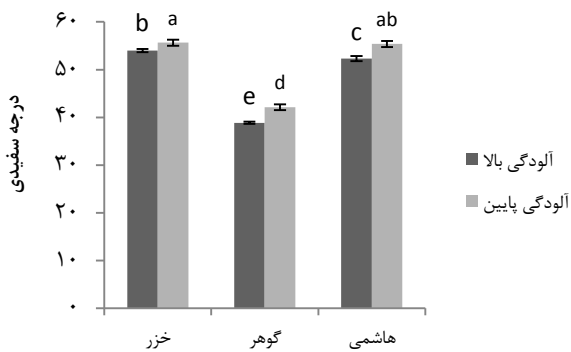 درجه سفیدی
۶۰
۵۰
۴۰
۳۰
۲۰
۱۰
۰
b a
e d
c ab
خزر گوهر هاشمی
آلودگی بالا
آلودگی پایین